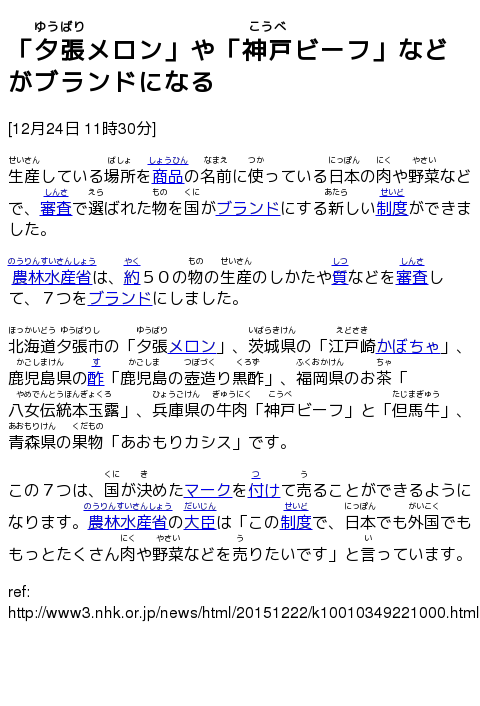 「夕張メロン」や「神戸ビーフ」など
がブランドになる
[12月24日 11時30分]
生産している場所を商品の名前に使っている日本の肉や野菜など
で、審査で選ばれた物を国がブランドにする新しい制度ができま
した。
農林水産省は、約５０の物の生産のしかたや質などを審査し
て、７つをブランドにしました。
北海道夕張市の「夕張メロン」、茨城県の「江戸崎かぼちゃ」、
鹿児島県の酢「鹿児島の壺造り黒酢」、福岡県のお茶「
八女伝統本玉露」、兵庫県の牛肉「神戸ビーフ」と「但馬牛」、
青森県の果物「あおもりカシス」です。
この７つは、国が決めたマークを付けて売ることができるように
なります。農林水産省の大臣は「この制度で、日本でも外国でも
もっとたくさん肉や野菜などを売りたいです」と言っています。
ref:
http://www3.nhk.or.jp/news/html/20151222/k10010349221000.html